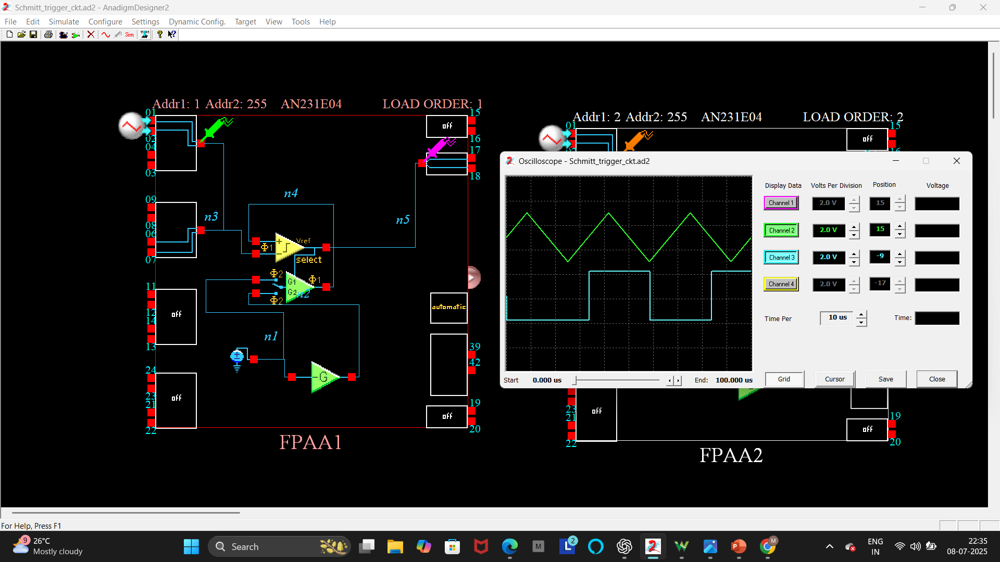 Schmitt_trigger_ckt.ad2 - AnadigmDesigner2
File Edit Simulate Configure Settings Dynamic Config. Target View Tools Help
Sim
Addr1: 1 Addr2: 255 AN231E04 LOAD ORDER: 1
01
02
04
03
09
08
06
07
11
12
14
13
24
23
21
22
off
off
n3
n4
n5
Φ1
+
−
Vref
select
Φ2
G1
G2
Φ1
Φ2
n2
n1
−G
off
15
16
17
18
automatic
39
42
off
19
20
FPAA1
Addr1: 2 Addr2: 255 AN231E04 LOAD ORDER: 2
01
off
15
Oscilloscope - Schmitt_trigger_ckt.ad2
Display Data Volts Per Division Position Voltage
Channel 1 2.0 V 15
Channel 2 2.0 V 15
Channel 3 2.0 V -9
Channel 4 2.0 V -17
Time Per 10 us Time:
Start 0.000 us End: 100.000 us
Grid Cursor Save Close
23
21
22
off
off
19
20
FPAA2
For Help, Press F1
9
26°C
Mostly cloudy
Search
M
L
2
P
M
ENG
IN
22:35
08-07-2025